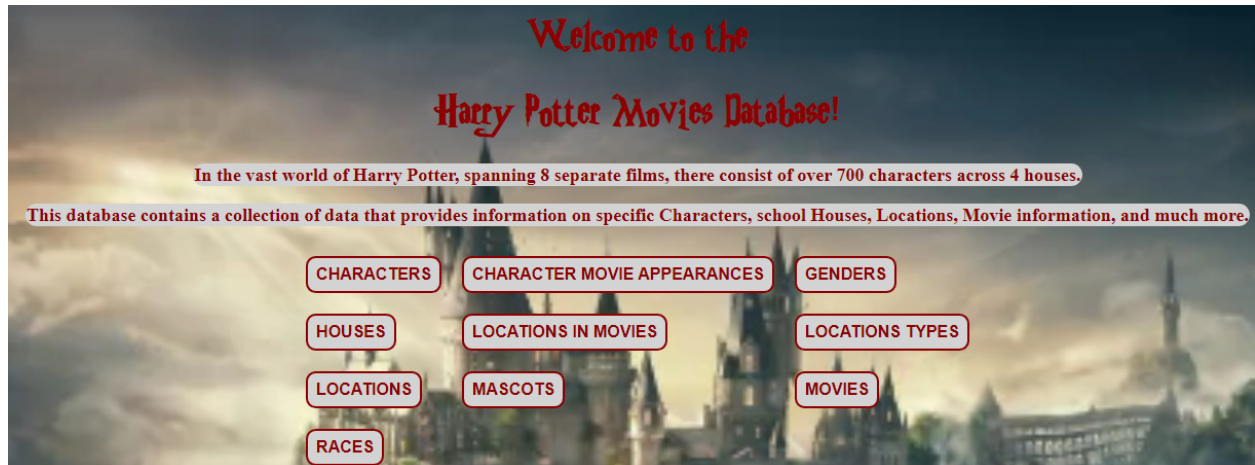 Welcome to the
Harry Potter Movies Database!
In the vast world of Harry Potter, spanning 8 separate films, there consist of over 700 characters across 4 houses.
This database contains a collection of data that provides information on specific Characters, school Houses, Locations, Movie information, and much more.
CHARACTERS CHARACTER MOVIE APPEARANCES GENDERS
HOUSES LOCATIONS IN MOVIES LOCATIONS TYPES
LOCATIONS MASCOTS MOVIES
RACES